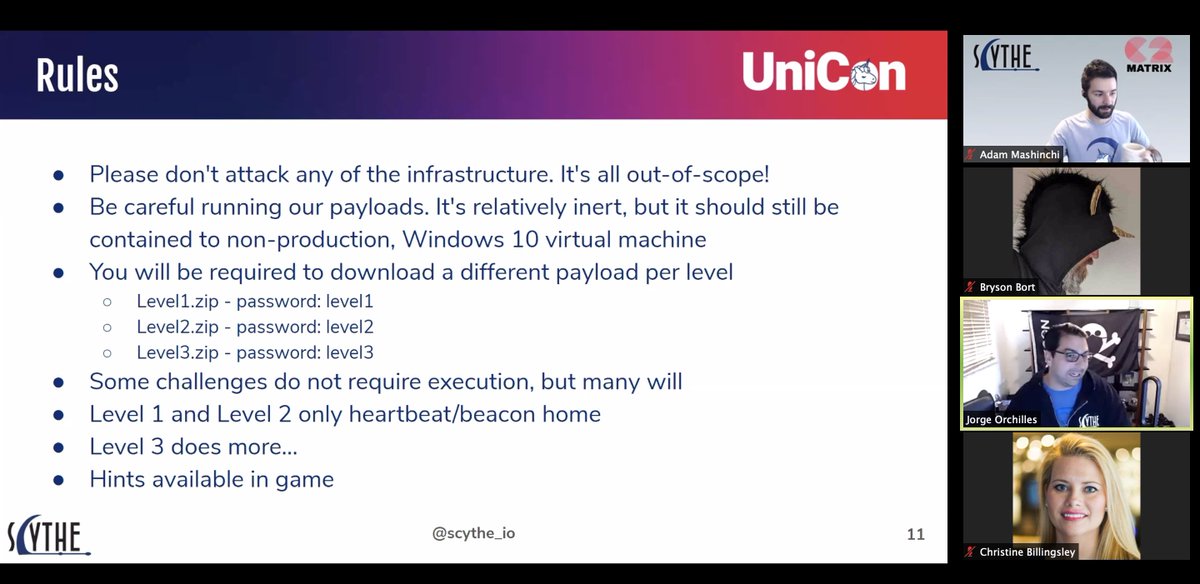 Rules
UniCon
Please don't attack any of the infrastructure. It's all out-of-scope!
Be careful running our payloads. It's relatively inert, but it should still be
contained to non-production, Windows 10 virtual machine
You will be required to download a different payload per level
Level1.zip - password: level1
Level2.zip - password: level2
Level3.zip - password: level3
Some challenges do not require execution, but many will
Level 1 and Level 2 only heartbeat/beacon home
Level 3 does more...
Hints available in game
SCYTHE
@scythe_io
11
SCYTHE
C2
MATRIX
Adam Mashinchi
Bryson Bort
SCYTHE
Jorge Orchilles
Christine Billingsley